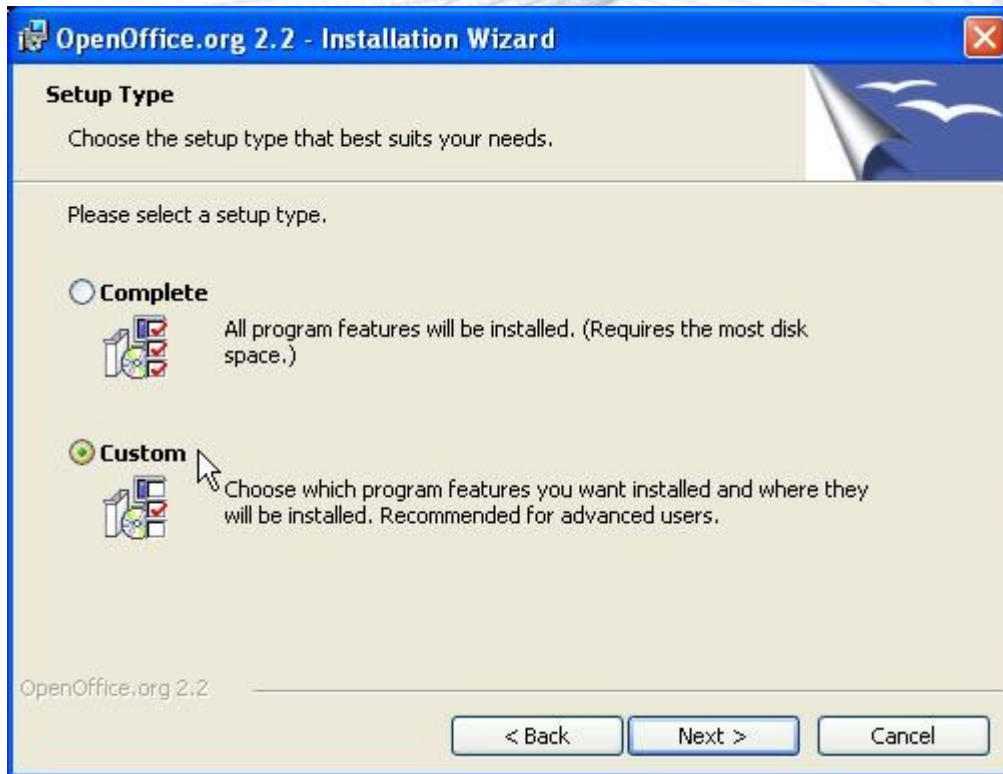 OpenOffice.org 2.2 - Installation Wizard
Setup Type
Choose the setup type that best suits your needs.
Please select a setup type.
Complete
All program features will be installed. (Requires the most disk
space.)
Custom
Choose which program features you want installed and where they
will be installed. Recommended for advanced users.
OpenOffice.org 2.2
< Back
Next >
Cancel